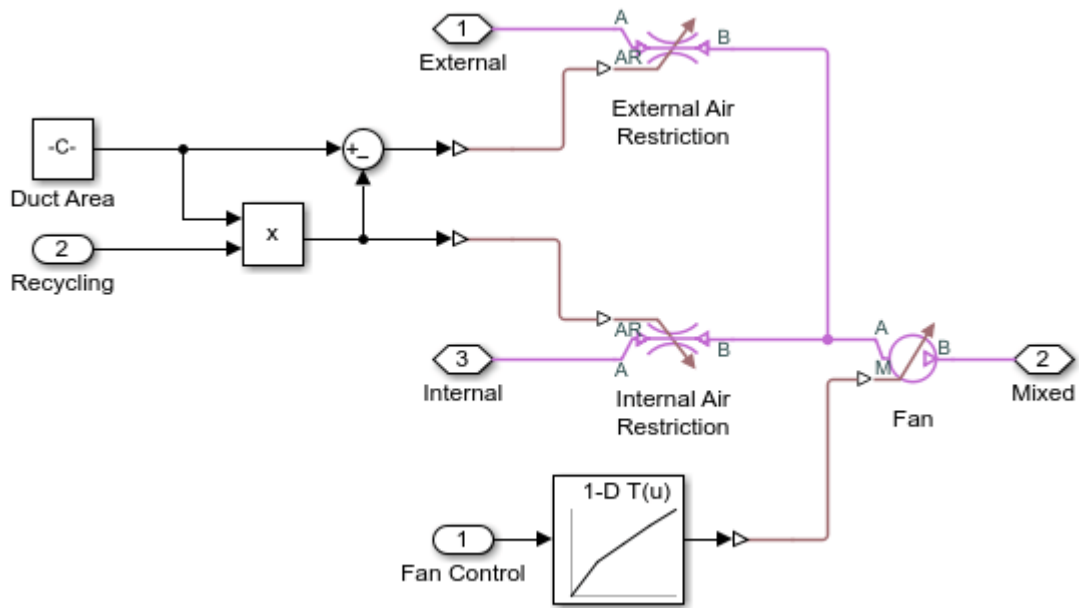 1
External
A
AR
B
External Air
Restriction
-C-
Duct Area
+
_
2
Recycling
x
3
Internal
AR
A
B
Internal Air
Restriction
A
M
B
Fan
2
Mixed
1-D T(u)
1
Fan Control